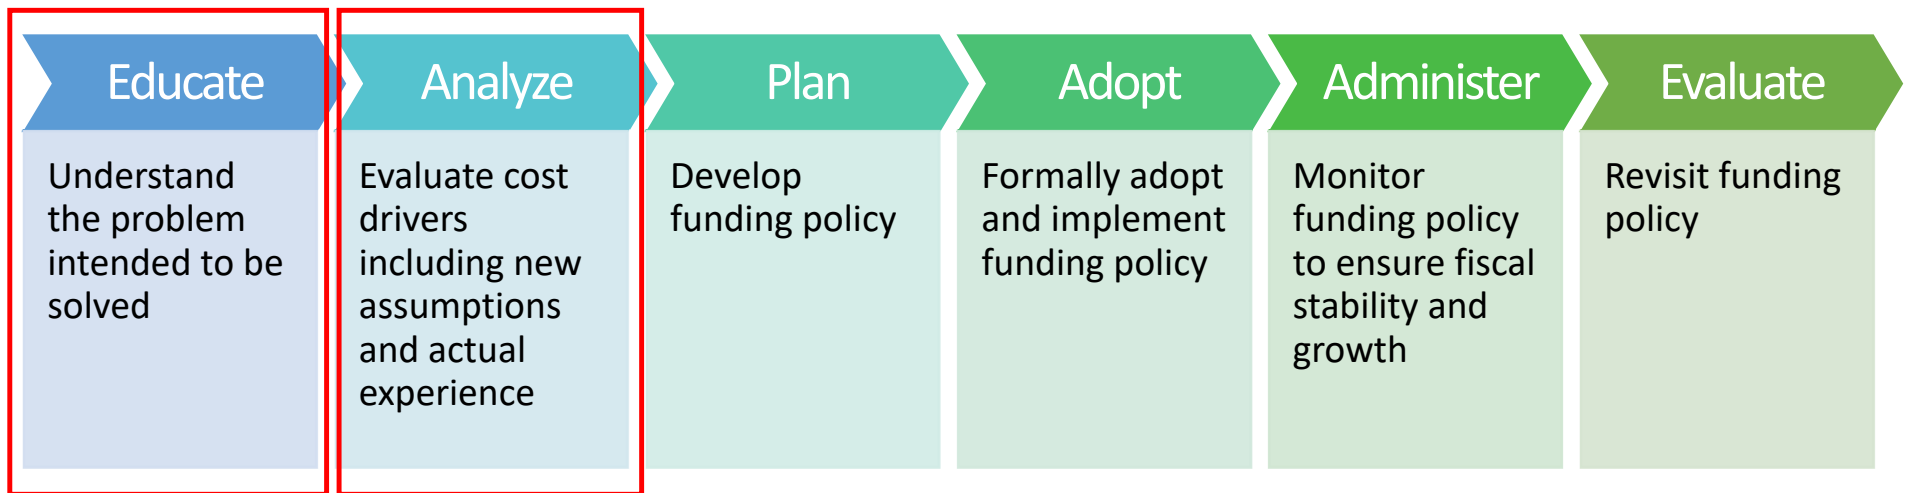 Educate
Understand
the problem
intended to be
solved
Analyze
Evaluate cost
drivers
including new
assumptions
and actual
experience
Plan
Develop
funding policy
Adopt
Formally adopt
and implement
funding policy
Administer
Monitor
funding policy
to ensure fiscal
stability and
growth
Evaluate
Revisit funding
policy